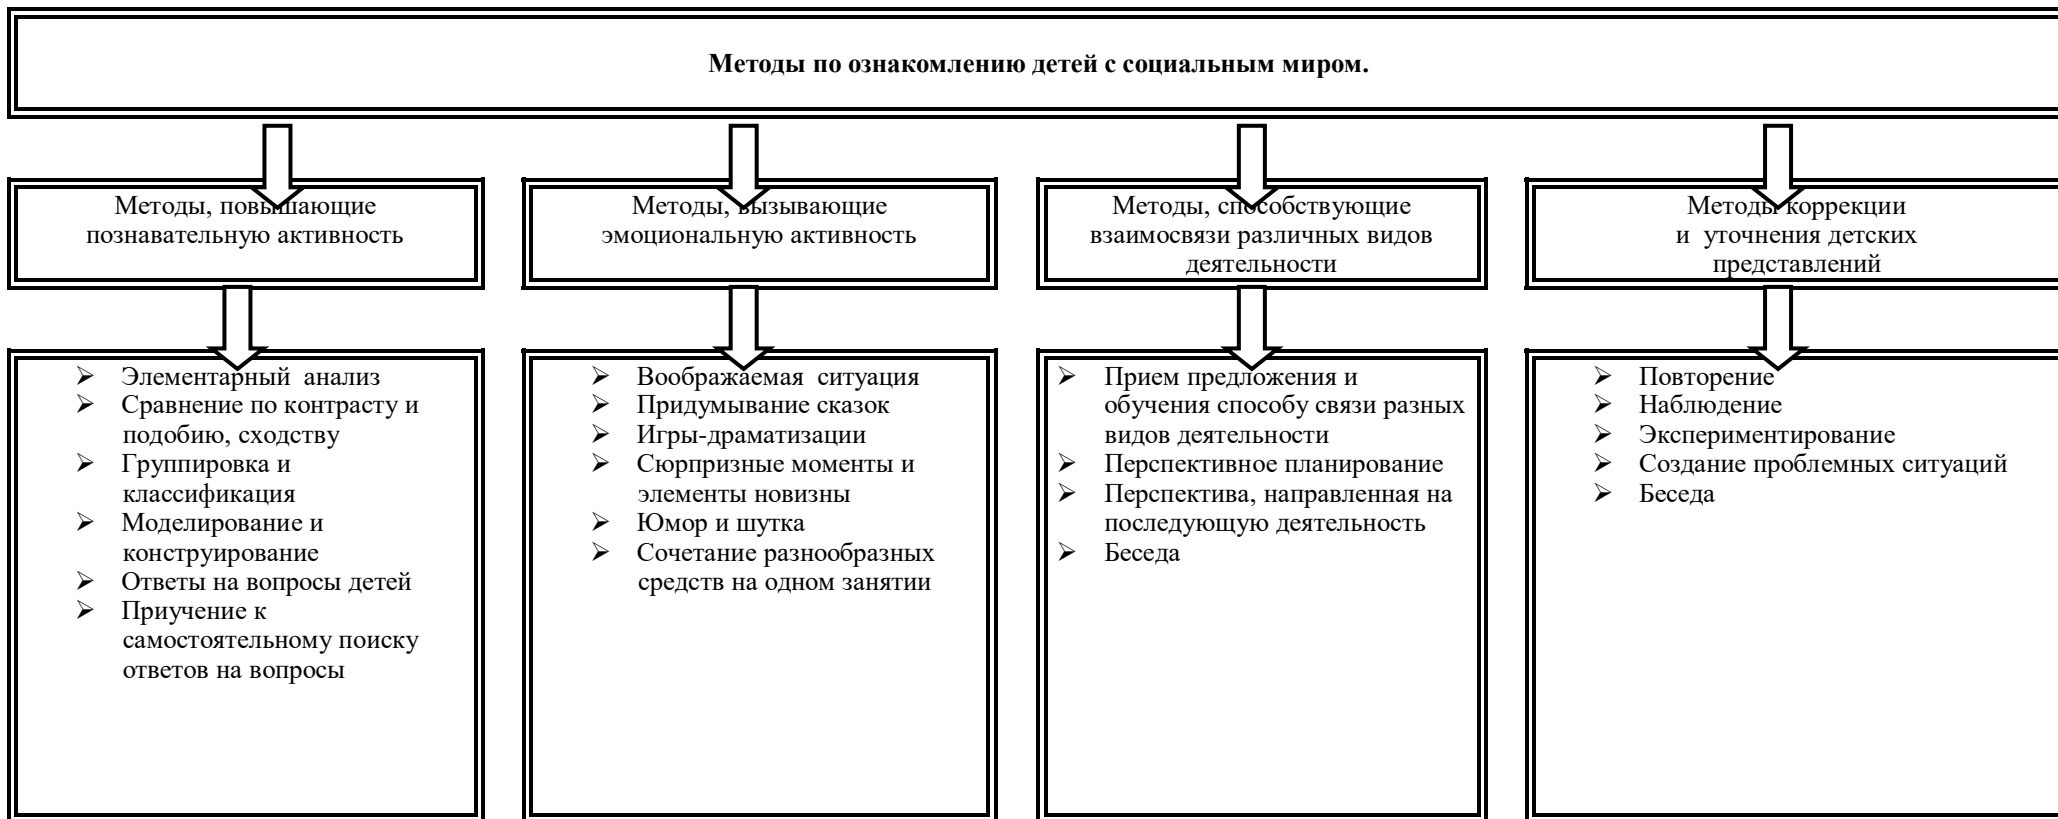 Методы по ознакомлению детей с социальным миром.
Методы, повышающие
познавательную активность
Методы, вызывающие
эмоциональную активность
Методы, способствующие
взаимосвязи различных видов
деятельности
Методы коррекции
и уточнения детских
представлений
Элементарный анализ
Сравнение по контрасту и
подобию, сходству
Группировка и
классификация
Моделирование и
конструирование
Ответы на вопросы детей
Приучение к
самостоятельному поиску
ответов на вопросы
Воображаемая ситуация
Придумывание сказок
Игры-драматизации
Сюрпризные моменты и
элементы новизны
Юмор и шутка
Сочетание разнообразных
средств на одном занятии
Прием предложения и
обучения способу связи разных
видов деятельности
Перспективное планирование
Перспектива, направленная на
последующую деятельность
Беседа
Повторение
Наблюдение
Экспериментирование
Создание проблемных ситуаций
Беседа